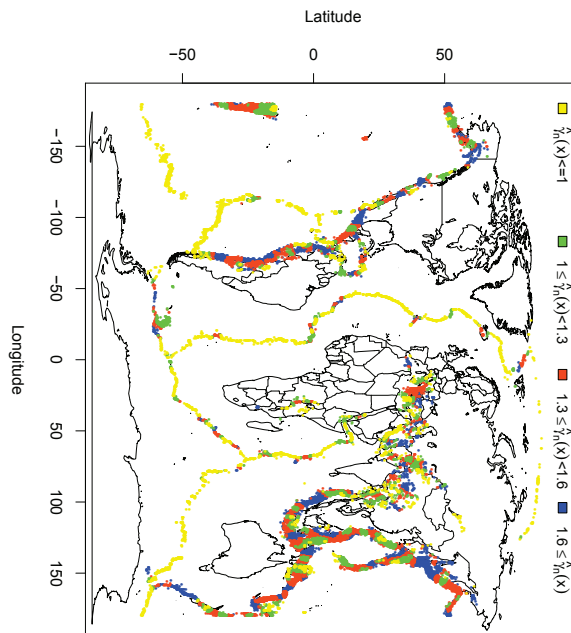 Latitude
−50
0
50
−150
−100
−50
0
50
100
150
Longitude
γ̂n(x)<=1
1 ≤ γ̂n(x)<1.3
1.3 ≤ γ̂n(x)<1.6
1.6 ≤ γ̂n(x)